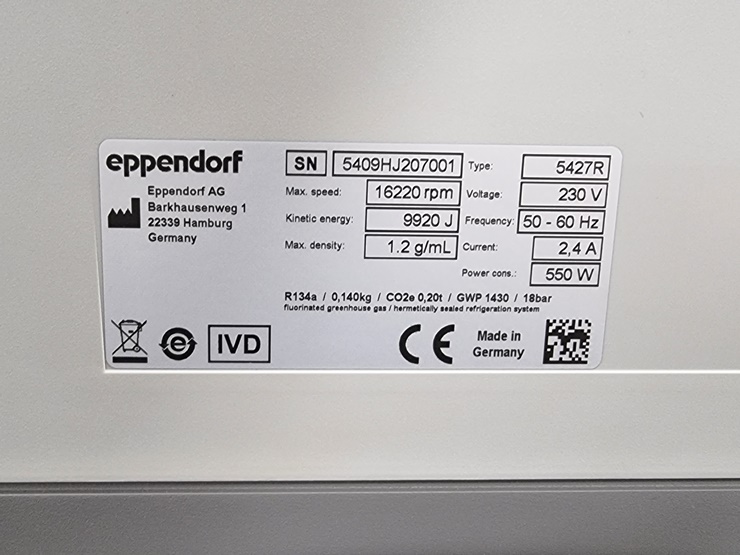 eppendorf
Eppendorf AG
Barkhausenweg 1
22339 Hamburg
Germany
SN 5409HJ207001 Type: 5427R
Max. speed: 16220 rpm Voltage: 230 V
Kinetic energy: 9920 J Frequency: 50 - 60 Hz
Max. density: 1.2 g/mL Current: 2,4 A
Power cons.: 550 W
R134a / 0,140kg / CO2e 0,20t / GWP 1430 / 18bar
fluorinated greenhouse gas / hermetically sealed refrigeration system
e IVD CE Made in
Germany